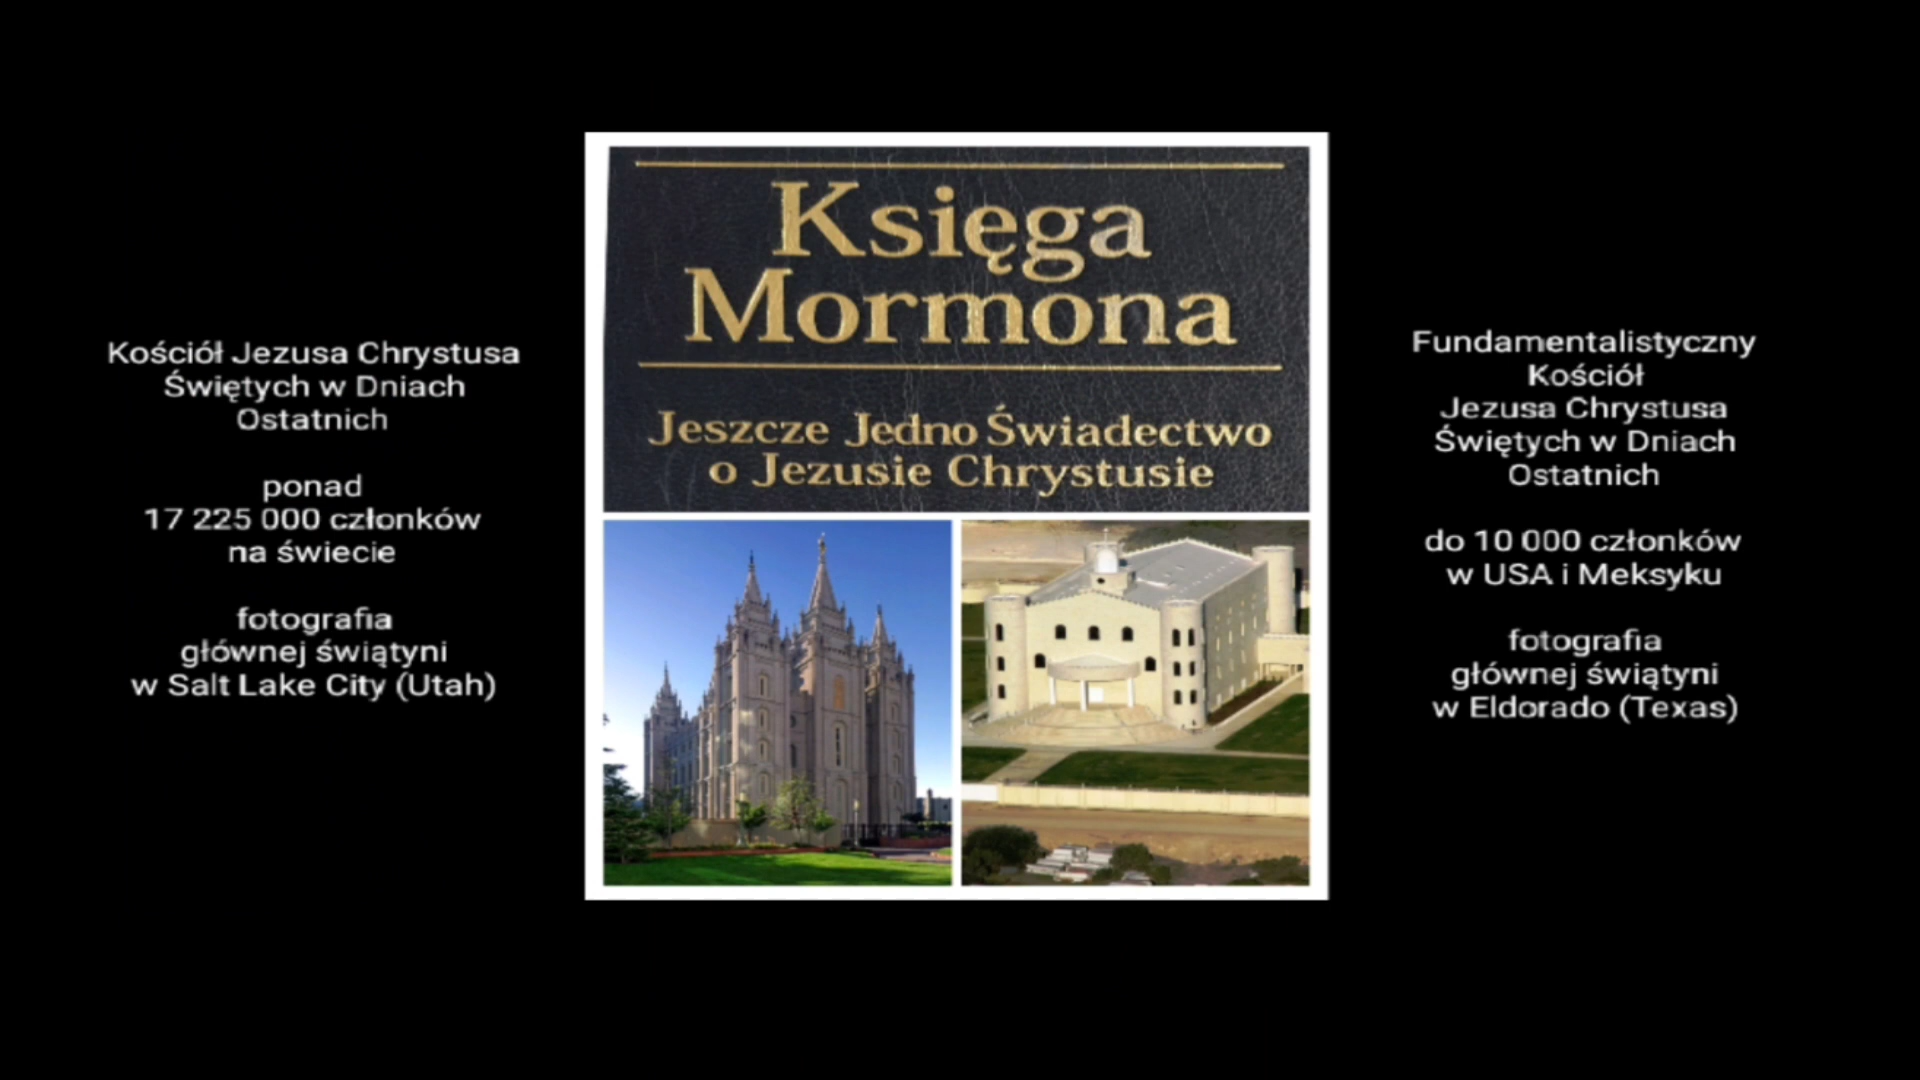 Kościół Jezusa Chrystusa
Świętych w Dniach
Ostatnich
ponad
17 225 000 członków
na świecie
fotografia
głównej świątyni
w Salt Lake City (Utah)
Księga
Mormona
Jeszcze Jedno Świadectwo
o Jezusie Chrystusie
Fundamentalistyczny
Kościół
Jezusa Chrystusa
Świętych w Dniach
Ostatnich
do 10 000 członków
w USA i Meksyku
fotografia
głównej świątyni
w Eldorado (Texas)